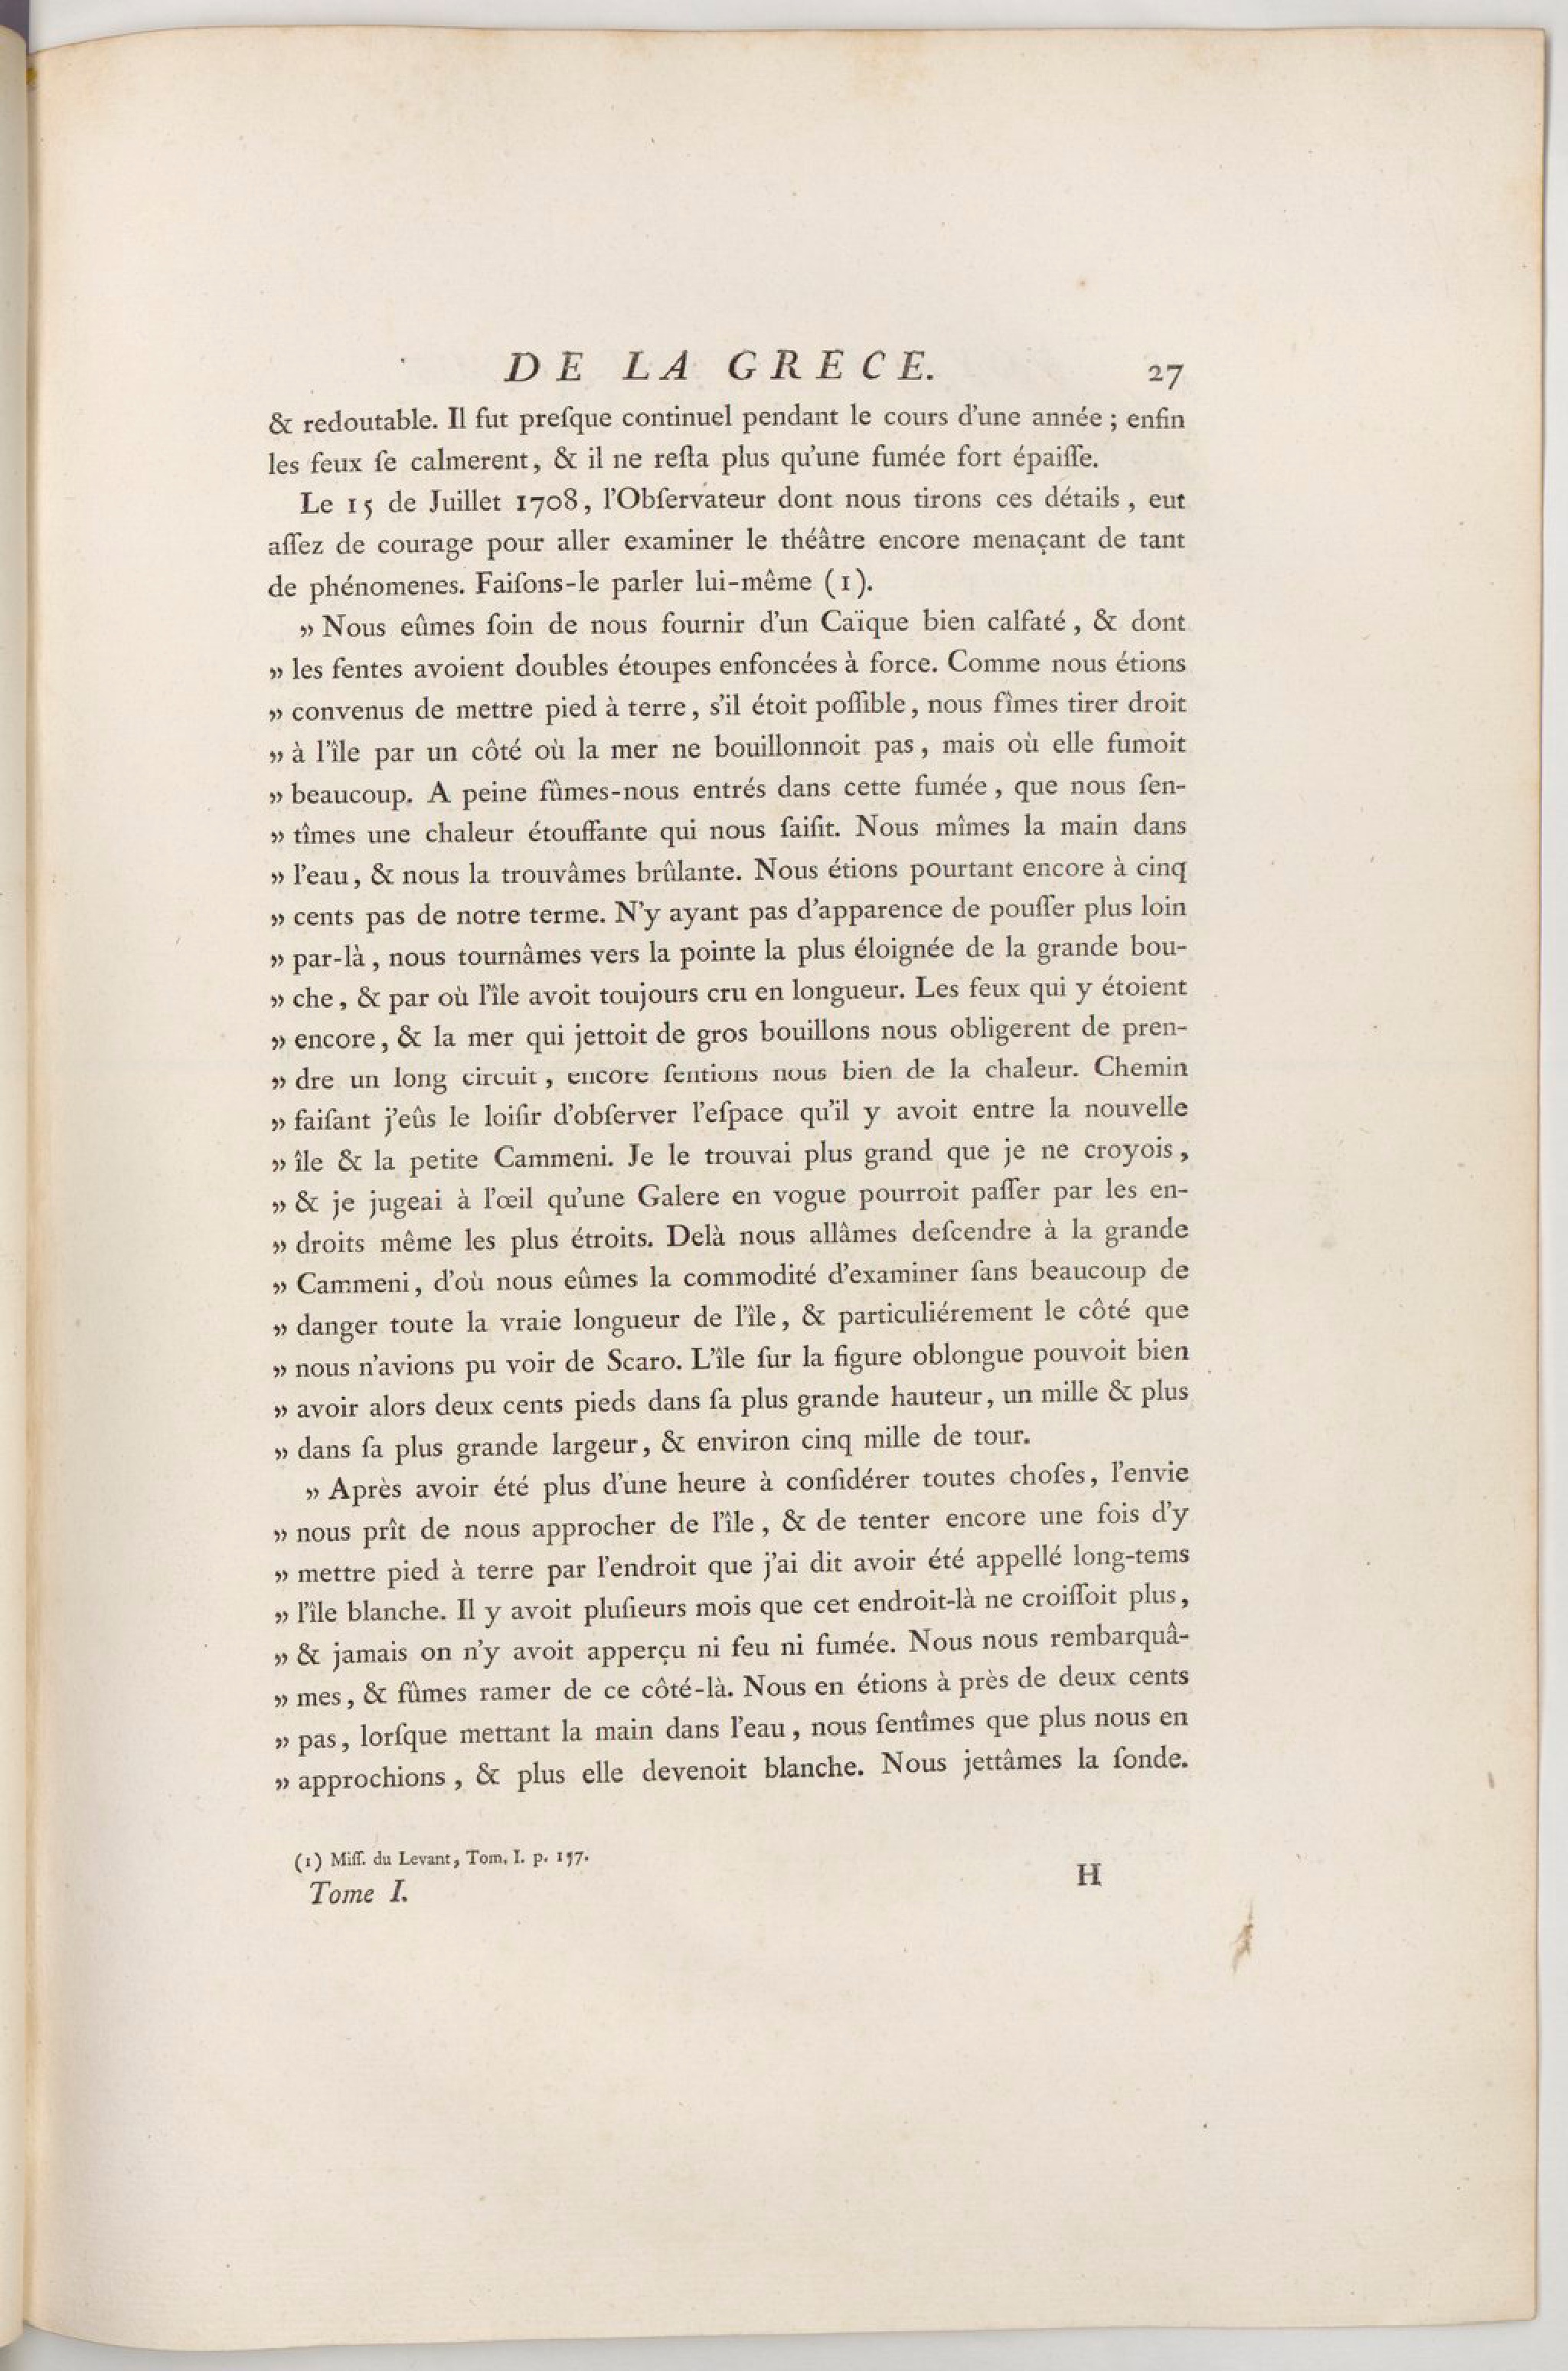 DE LA GRECE. 27
& redoutable. Il fut preſque continuel pendant le cours d'une année ; enfin
les feux ſe calmerent, & il ne reſta plus qu'une fumée fort épaiſſe.
Le 15 de Juillet 1708, l'Obſervateur dont nous tirons ces détails, eut
aſſez de courage pour aller examiner le théâtre encore menaçant de tant
de phénomenes. Faiſons-le parler lui-même (1).
» Nous eûmes ſoin de nous fournir d'un Caïque bien calfaté, & dont
» les fentes avoient doubles étoupes enfoncées à force. Comme nous étions
» convenus de mettre pied à terre, s'il étoit poſſible, nous fîmes tirer droit
» à l'île par un côté où la mer ne bouillonnoit pas, mais où elle fumoit
» beaucoup. A peine fûmes-nous entrés dans cette fumée, que nous ſen-
» tîmes une chaleur étouffante qui nous ſaiſit. Nous mîmes la main dans
» l'eau, & nous la trouvâmes brûlante. Nous étions pourtant encore à cinq
» cents pas de notre terme. N'y ayant pas d'apparence de pouſſer plus loin
» par-là, nous tournâmes vers la pointe la plus éloignée de la grande bou-
» che, & par où l'île avoit toujours cru en longueur. Les feux qui y étoient
» encore, & la mer qui jettoit de gros bouillons nous obligerent de pren-
» dre un long circuit, encore ſentions nous bien de la chaleur. Chemin
» faiſant j'eûs le loiſir d'obſerver l'eſpace qu'il y avoit entre la nouvelle
» île & la petite Cammeni. Je le trouvai plus grand que je ne croyois,
» & je jugeai à l'œil qu'une Galere en vogue pourroit paſſer par les en-
» droits même les plus étroits. Delà nous allâmes deſcendre à la grande
» Cammeni, d'où nous eûmes la commodité d'examiner ſans beaucoup de
» danger toute la vraie longueur de l'île, & particuliérement le côté que
» nous n'avions pu voir de Scaro. L'île ſur la figure oblongue pouvoit bien
» avoir alors deux cents pieds dans ſa plus grande hauteur, un mille & plus
» dans ſa plus grande largeur, & environ cinq mille de tour.
» Après avoir été plus d'une heure à conſidérer toutes choſes, l'envie
» nous prît de nous approcher de l'île, & de tenter encore une fois d'y
» mettre pied à terre par l'endroit que j'ai dit avoir été appellé long-tems
» l'île blanche. Il y avoit pluſieurs mois que cet endroit-là ne croiſſoit plus,
» & jamais on n'y avoit apperçu ni feu ni fumée. Nous nous rembarquâ-
» mes, & fûmes ramer de ce côté-là. Nous en étions à près de deux cents
» pas, lorſque mettant la main dans l'eau, nous ſentîmes que plus nous en
» approchions, & plus elle devenoit blanche. Nous jettâmes la ſonde.
(1) Miſſ. du Levant, Tom. I. p. 157.
Tome I. H